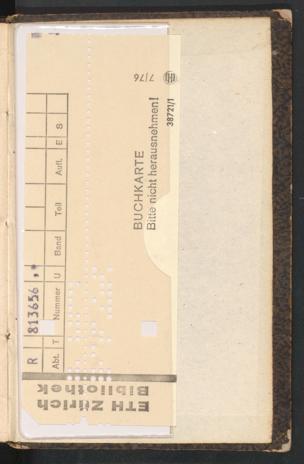 ETH Zürich
Bibliothek
R 813656 ,,
Abt. T Nummer U Band Teil Aufl. E S
BUCHKARTE
Bitte nicht herausnehmen!
38721/1
7/76